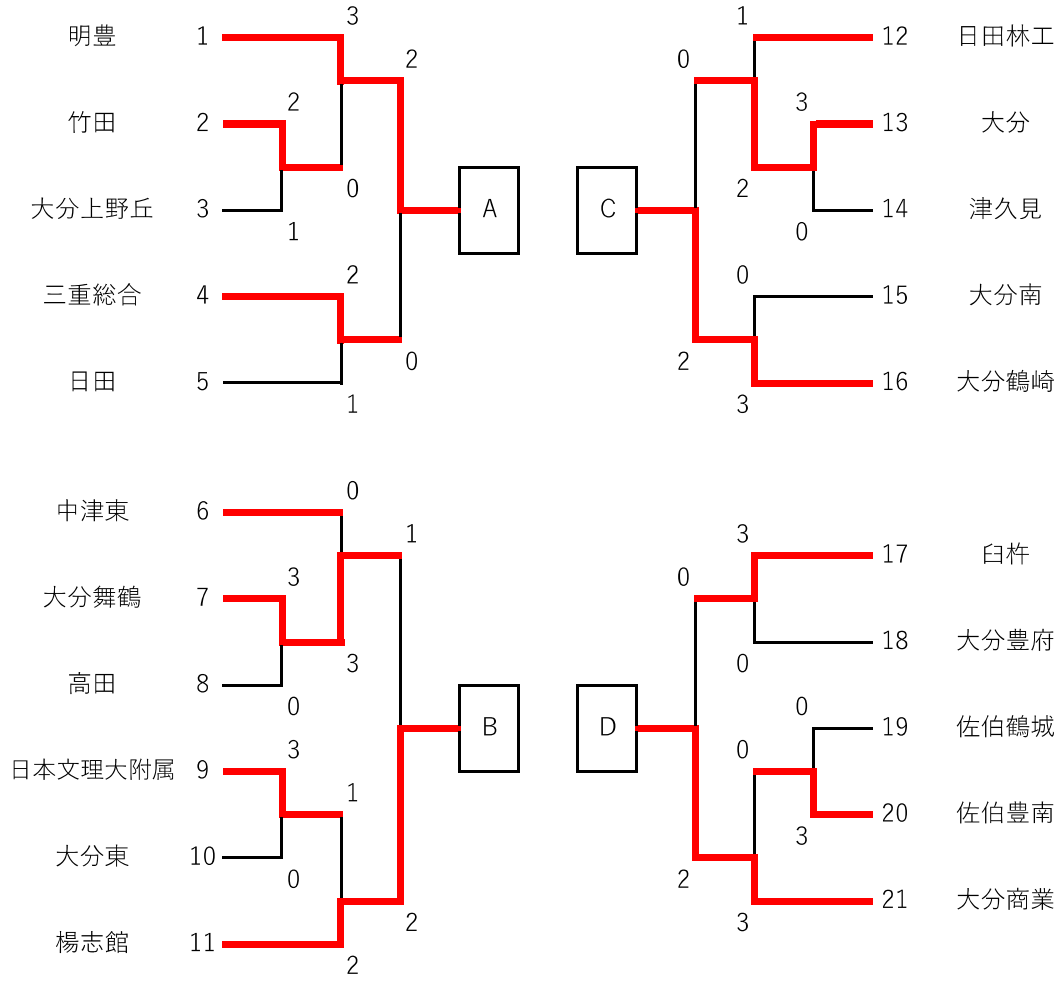 3
明豊 1
2
2
竹田 2
0
大分上野丘 3
1
A
2
三重総合 4
0
日田 5
1
1
12 日田林工
0
3
13 大分
2
14 津久見
0
C
0
15 大分南
2
16 大分鶴崎
3
0
中津東 6
1
3
大分舞鶴 7
3
高田 8
0
B
3
日本文理大附属 9
1
大分東 10
0
2
楊志館 11
2
3
17 臼杵
0
18 大分豊府
0
0
D
19 佐伯鶴城
0
20 佐伯豊南
3
2
21 大分商業
3